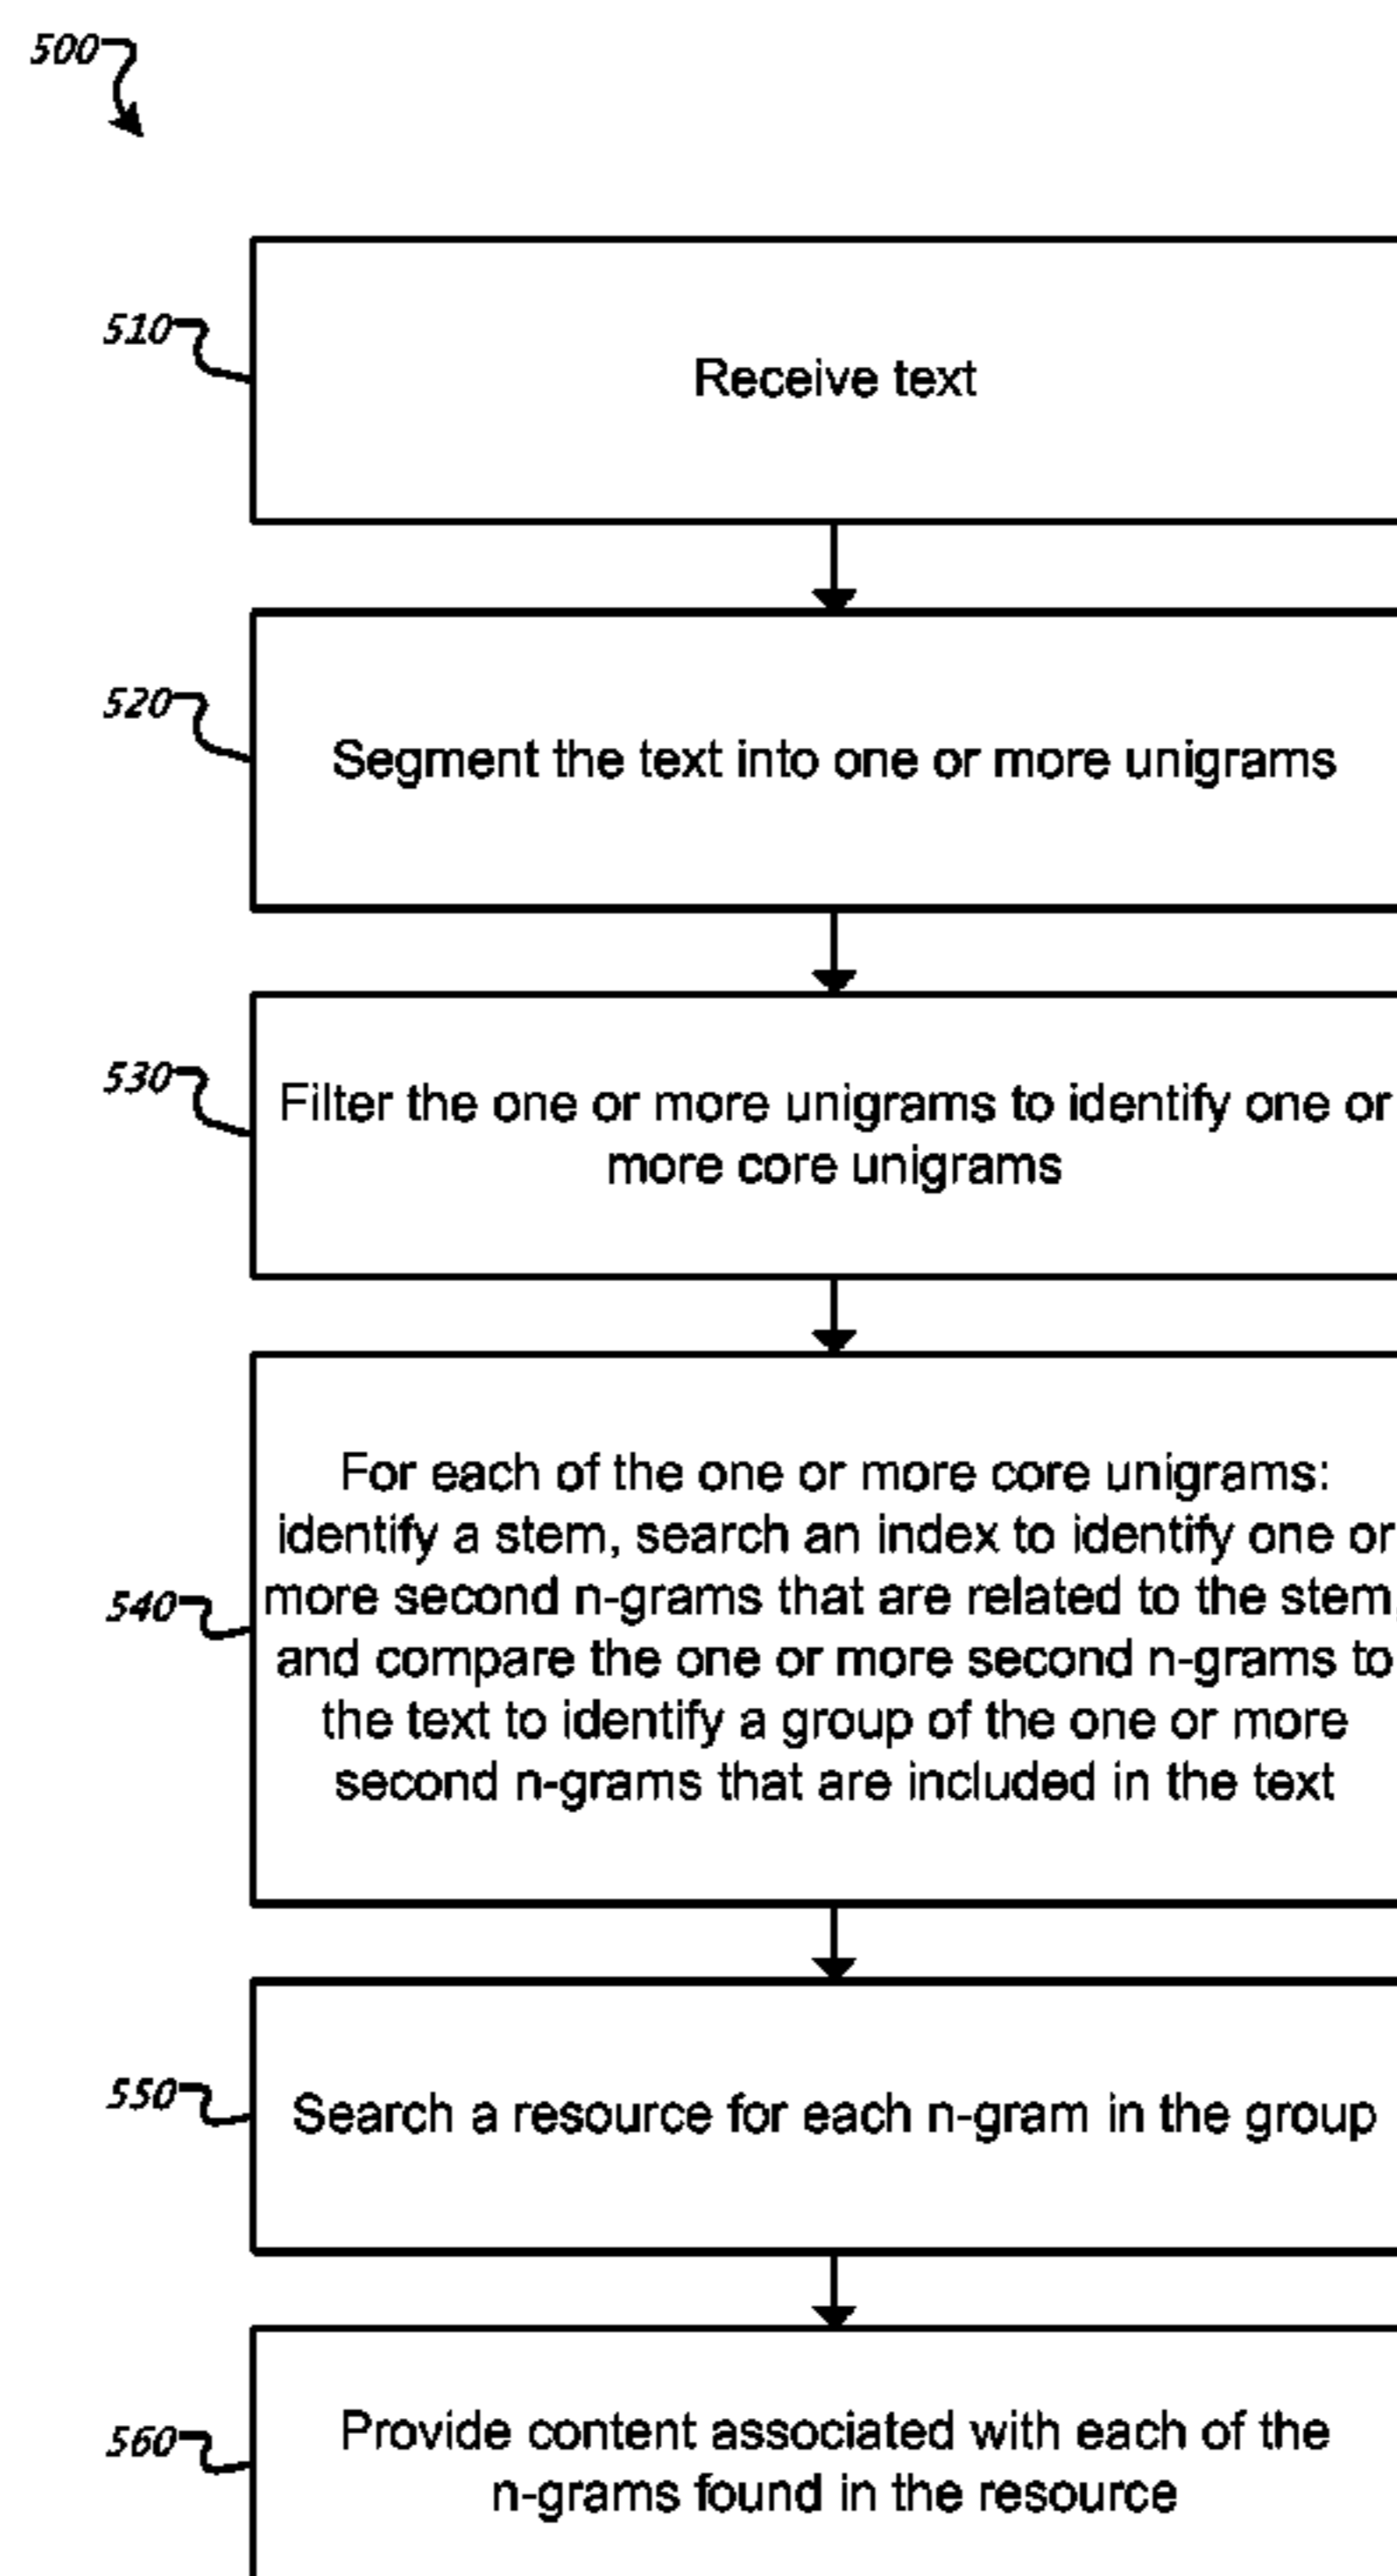 500
510
Receive text
520
Segment the text into one or more unigrams
530
Filter the one or more unigrams to identify one or
more core unigrams
For each of the one or more core unigrams:
identify a stem, search an index to identify one or
540
more second n-grams that are related to the stem,
and compare the one or more second n-grams to
the text to identify a group of the one or more
second n-grams that are included in the text
550
Search a resource for each n-gram in the group
560
Provide content associated with each of the
n-grams found in the resource